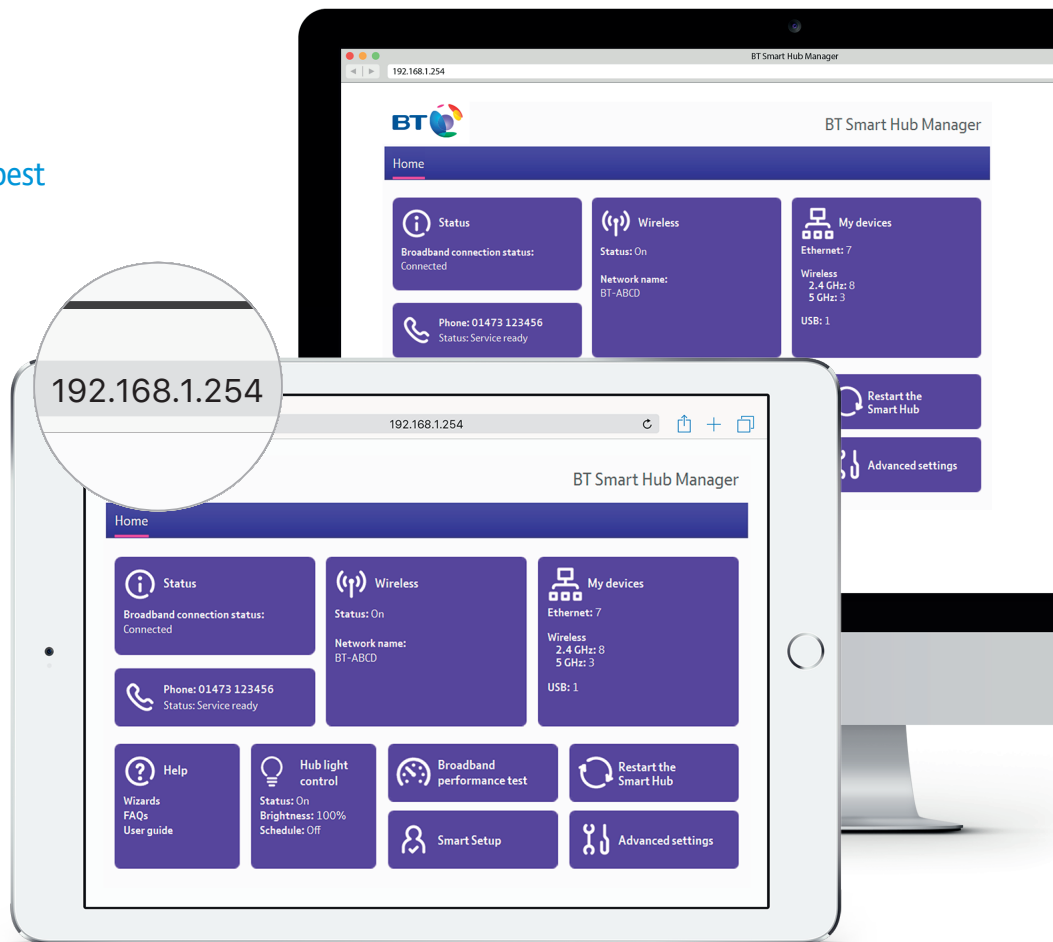 best
BT Smart Hub Manager
192.168.1.254
BT
BT Smart Hub Manager
Home
Status
Broadband connection status:
Connected
Phone: 01473 123456
Status: Service ready
Wireless
Status: On
Network name:
BT-ABCD
My devices
Ethernet: 7
Wireless
2.4 GHz: 8
5 GHz: 3
USB: 1
Restart the
Smart Hub
Advanced settings
192.168.1.254
192.168.1.254
BT Smart Hub Manager
Home
Status
Broadband connection status:
Connected
Phone: 01473 123456
Status: Service ready
Wireless
Status: On
Network name:
BT-ABCD
My devices
Ethernet: 7
Wireless
2.4 GHz: 8
5 GHz: 3
USB: 1
Help
Wizards
FAQs
User guide
Hub light
control
Status: On
Brightness: 100%
Schedule: Off
Broadband
performance test
Smart Setup
Restart the
Smart Hub
Advanced settings